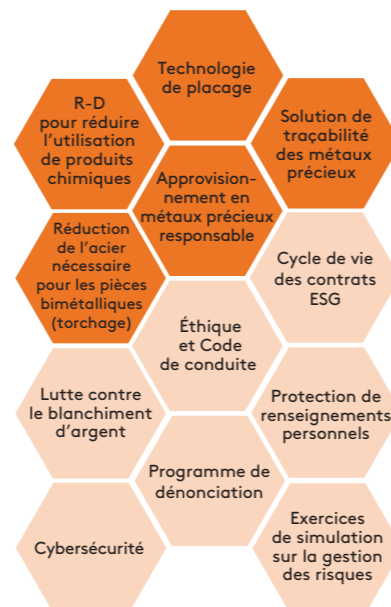 Technologie
de placage
R-D
pour réduire
l’utilisation
de produits
chimiques
Solution de
traçabilité
des métaux
précieux
Approvision-
nement en
métaux précieux
responsable
Réduction
de l’acier
nécessaire
pour les pièces
bimétalliques
(torchage)
Cycle de vie
des contrats
ESG
Éthique
et Code
de conduite
Lutte contre
le blanchiment
d’argent
Protection de
renseignements
personnels
Programme de
dénonciation
Cybersécurité
Exercices
de simulation
sur la gestion
des risques